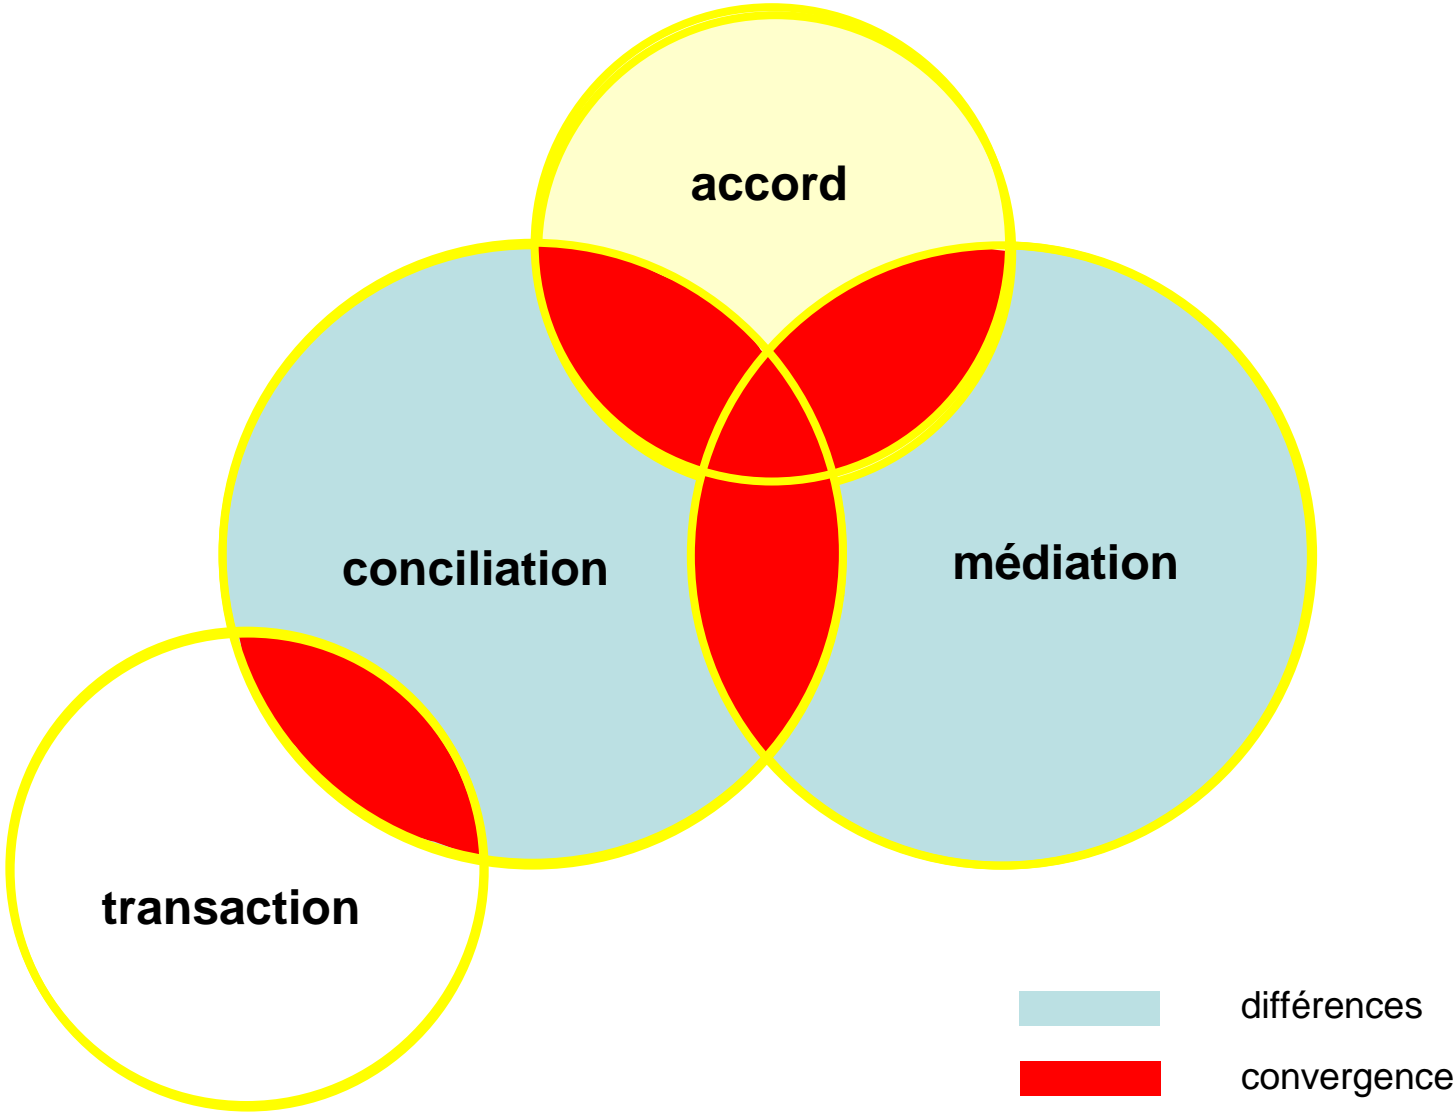 accord
conciliation
médiation
transaction
différences
convergence